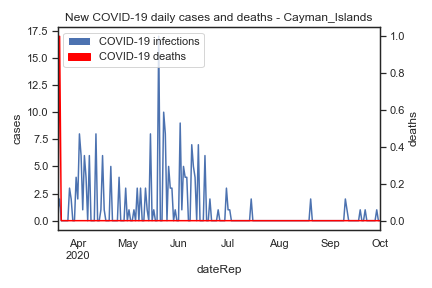 New COVID-19 daily cases and deaths - Cayman_Islands
COVID-19 infections
COVID-19 deaths
17.5
15.0
12.5
10.0
7.5
5.0
2.5
0.0
cases
1.0
0.8
0.6
0.4
0.2
0.0
deaths
Apr May Jun Jul Aug Sep Oct
2020
dateRep